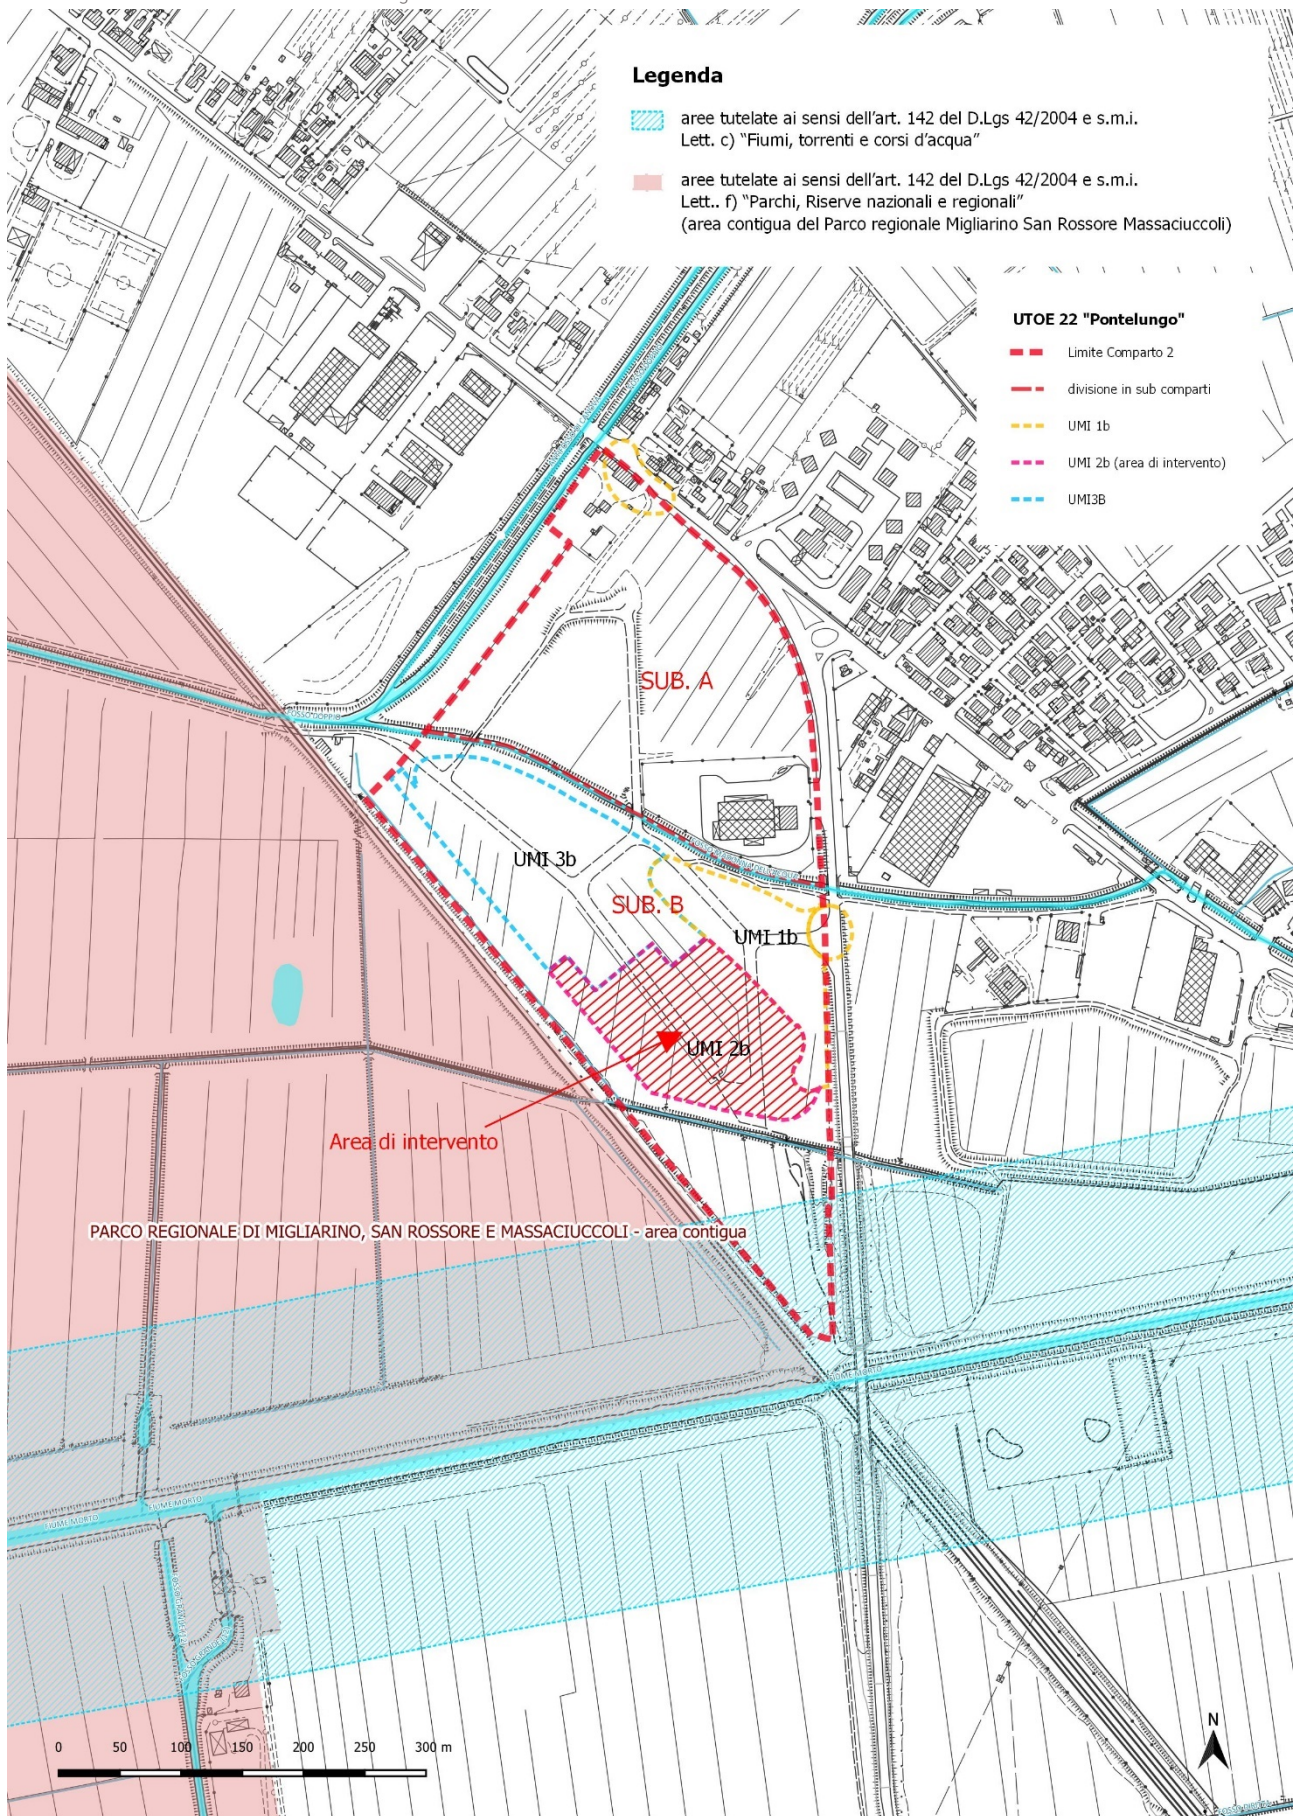 Legenda
aree tutelate ai sensi dell'art. 142 del D.Lgs 42/2004 e s.m.i.
Lett. c) "Fiumi, torrenti e corsi d'acqua"
aree tutelate ai sensi dell'art. 142 del D.Lgs 42/2004 e s.m.i.
Lett.. f) "Parchi, Riserve nazionali e regionali"
(area contigua del Parco regionale Migliarino San Rossore Massaciuccoli)
UTOE 22 "Pontelungo"
Limite Comparto 2
divisione in sub comparti
UMI 1b
UMI 2b (area di intervento)
UMI3B
SUB. A
FOSSO DOPPIO
UMI 3b
SUB. B
UMI 1b
UMI 2b
Area di intervento
PARCO REGIONALE DI MIGLIARINO, SAN ROSSORE E MASSACIUCCOLI - area contigua
FIUME MORTO
FIUME MORTO
FIUME MORTO
N
0 50 100 150 200 250 300 m